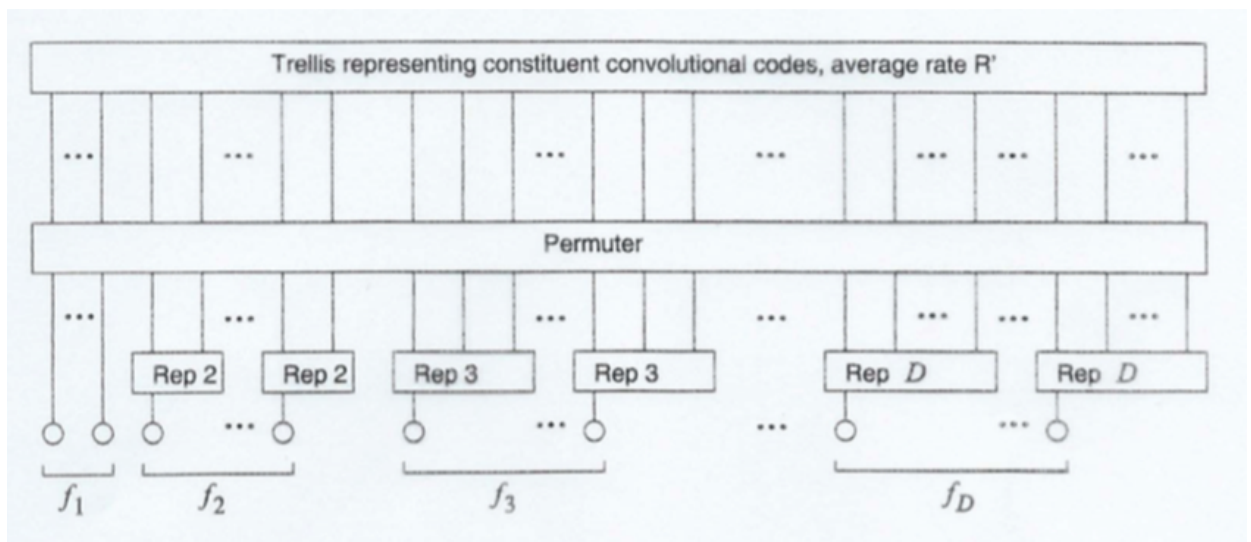 Trellis representing constituent convolutional codes, average rate R'
Permuter
Rep 2 Rep 2 Rep 3 Rep 3 Rep D Rep D
f1 f2 f3 fD